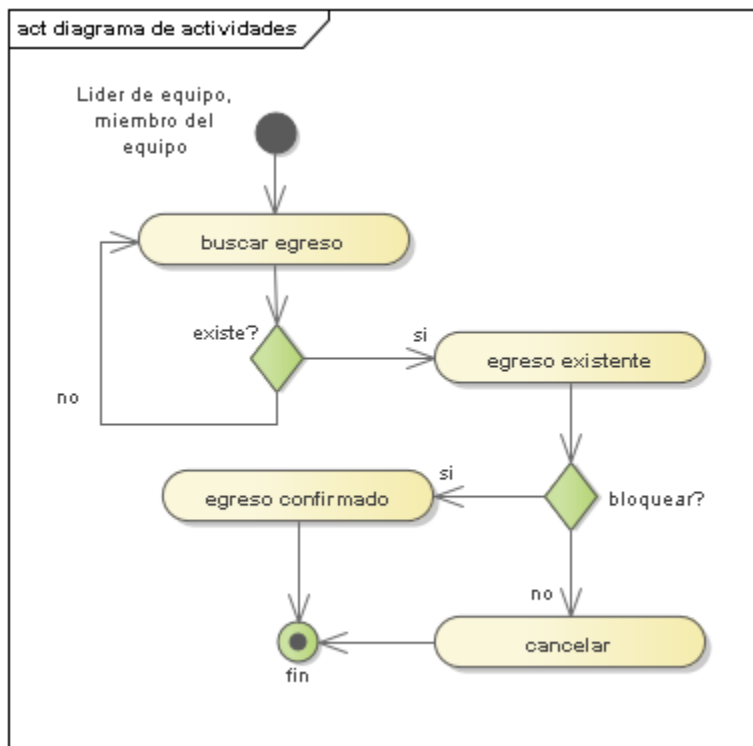 act diagrama de actividades
Lider de equipo,
miembro del
equipo
buscar egreso
existe?
si
egreso existente
no
si
egreso confirmado
bloquear?
no
cancelar
fin